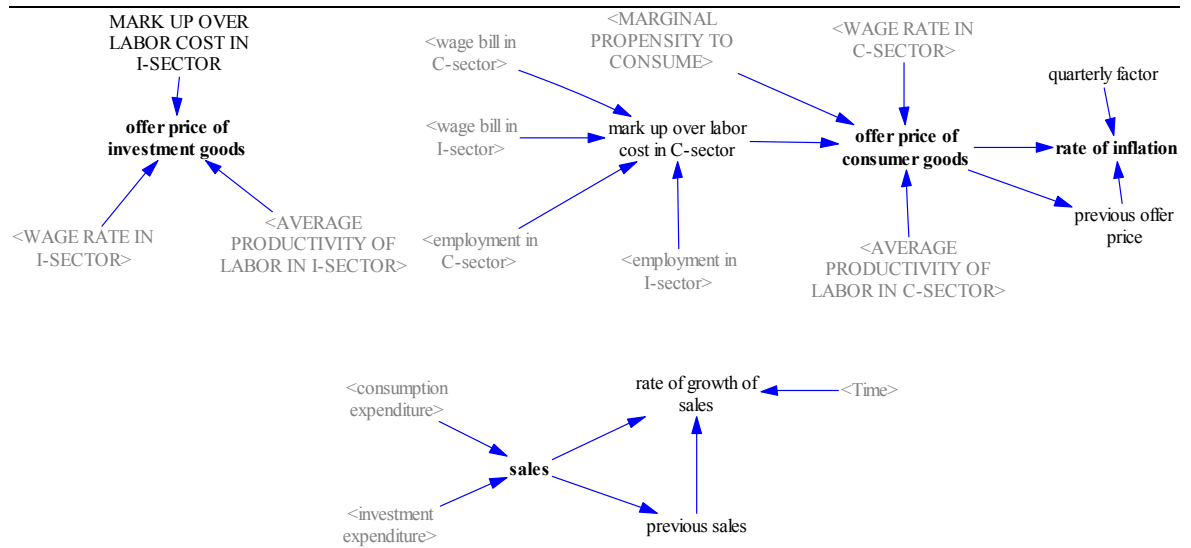 MARK UP OVER
LABOR COST IN
I-SECTOR
offer price of
investment goods
<WAGE RATE IN
I-SECTOR>
<AVERAGE
PRODUCTIVITY OF
LABOR IN I-SECTOR>
<wage bill in
C-sector>
<MARGINAL
PROPENSITY TO
CONSUME>
<WAGE RATE IN
C-SECTOR>
quarterly factor
<wage bill in
I-sector>
mark up over labor
cost in C-sector
offer price of
consumer goods
rate of inflation
<employment in
C-sector>
<employment in
I-sector>
<AVERAGE
PRODUCTIVITY OF
LABOR IN C-SECTOR>
previous offer
price
<consumption
expenditure>
rate of growth of
sales
<Time>
sales
<investment
expenditure>
previous sales